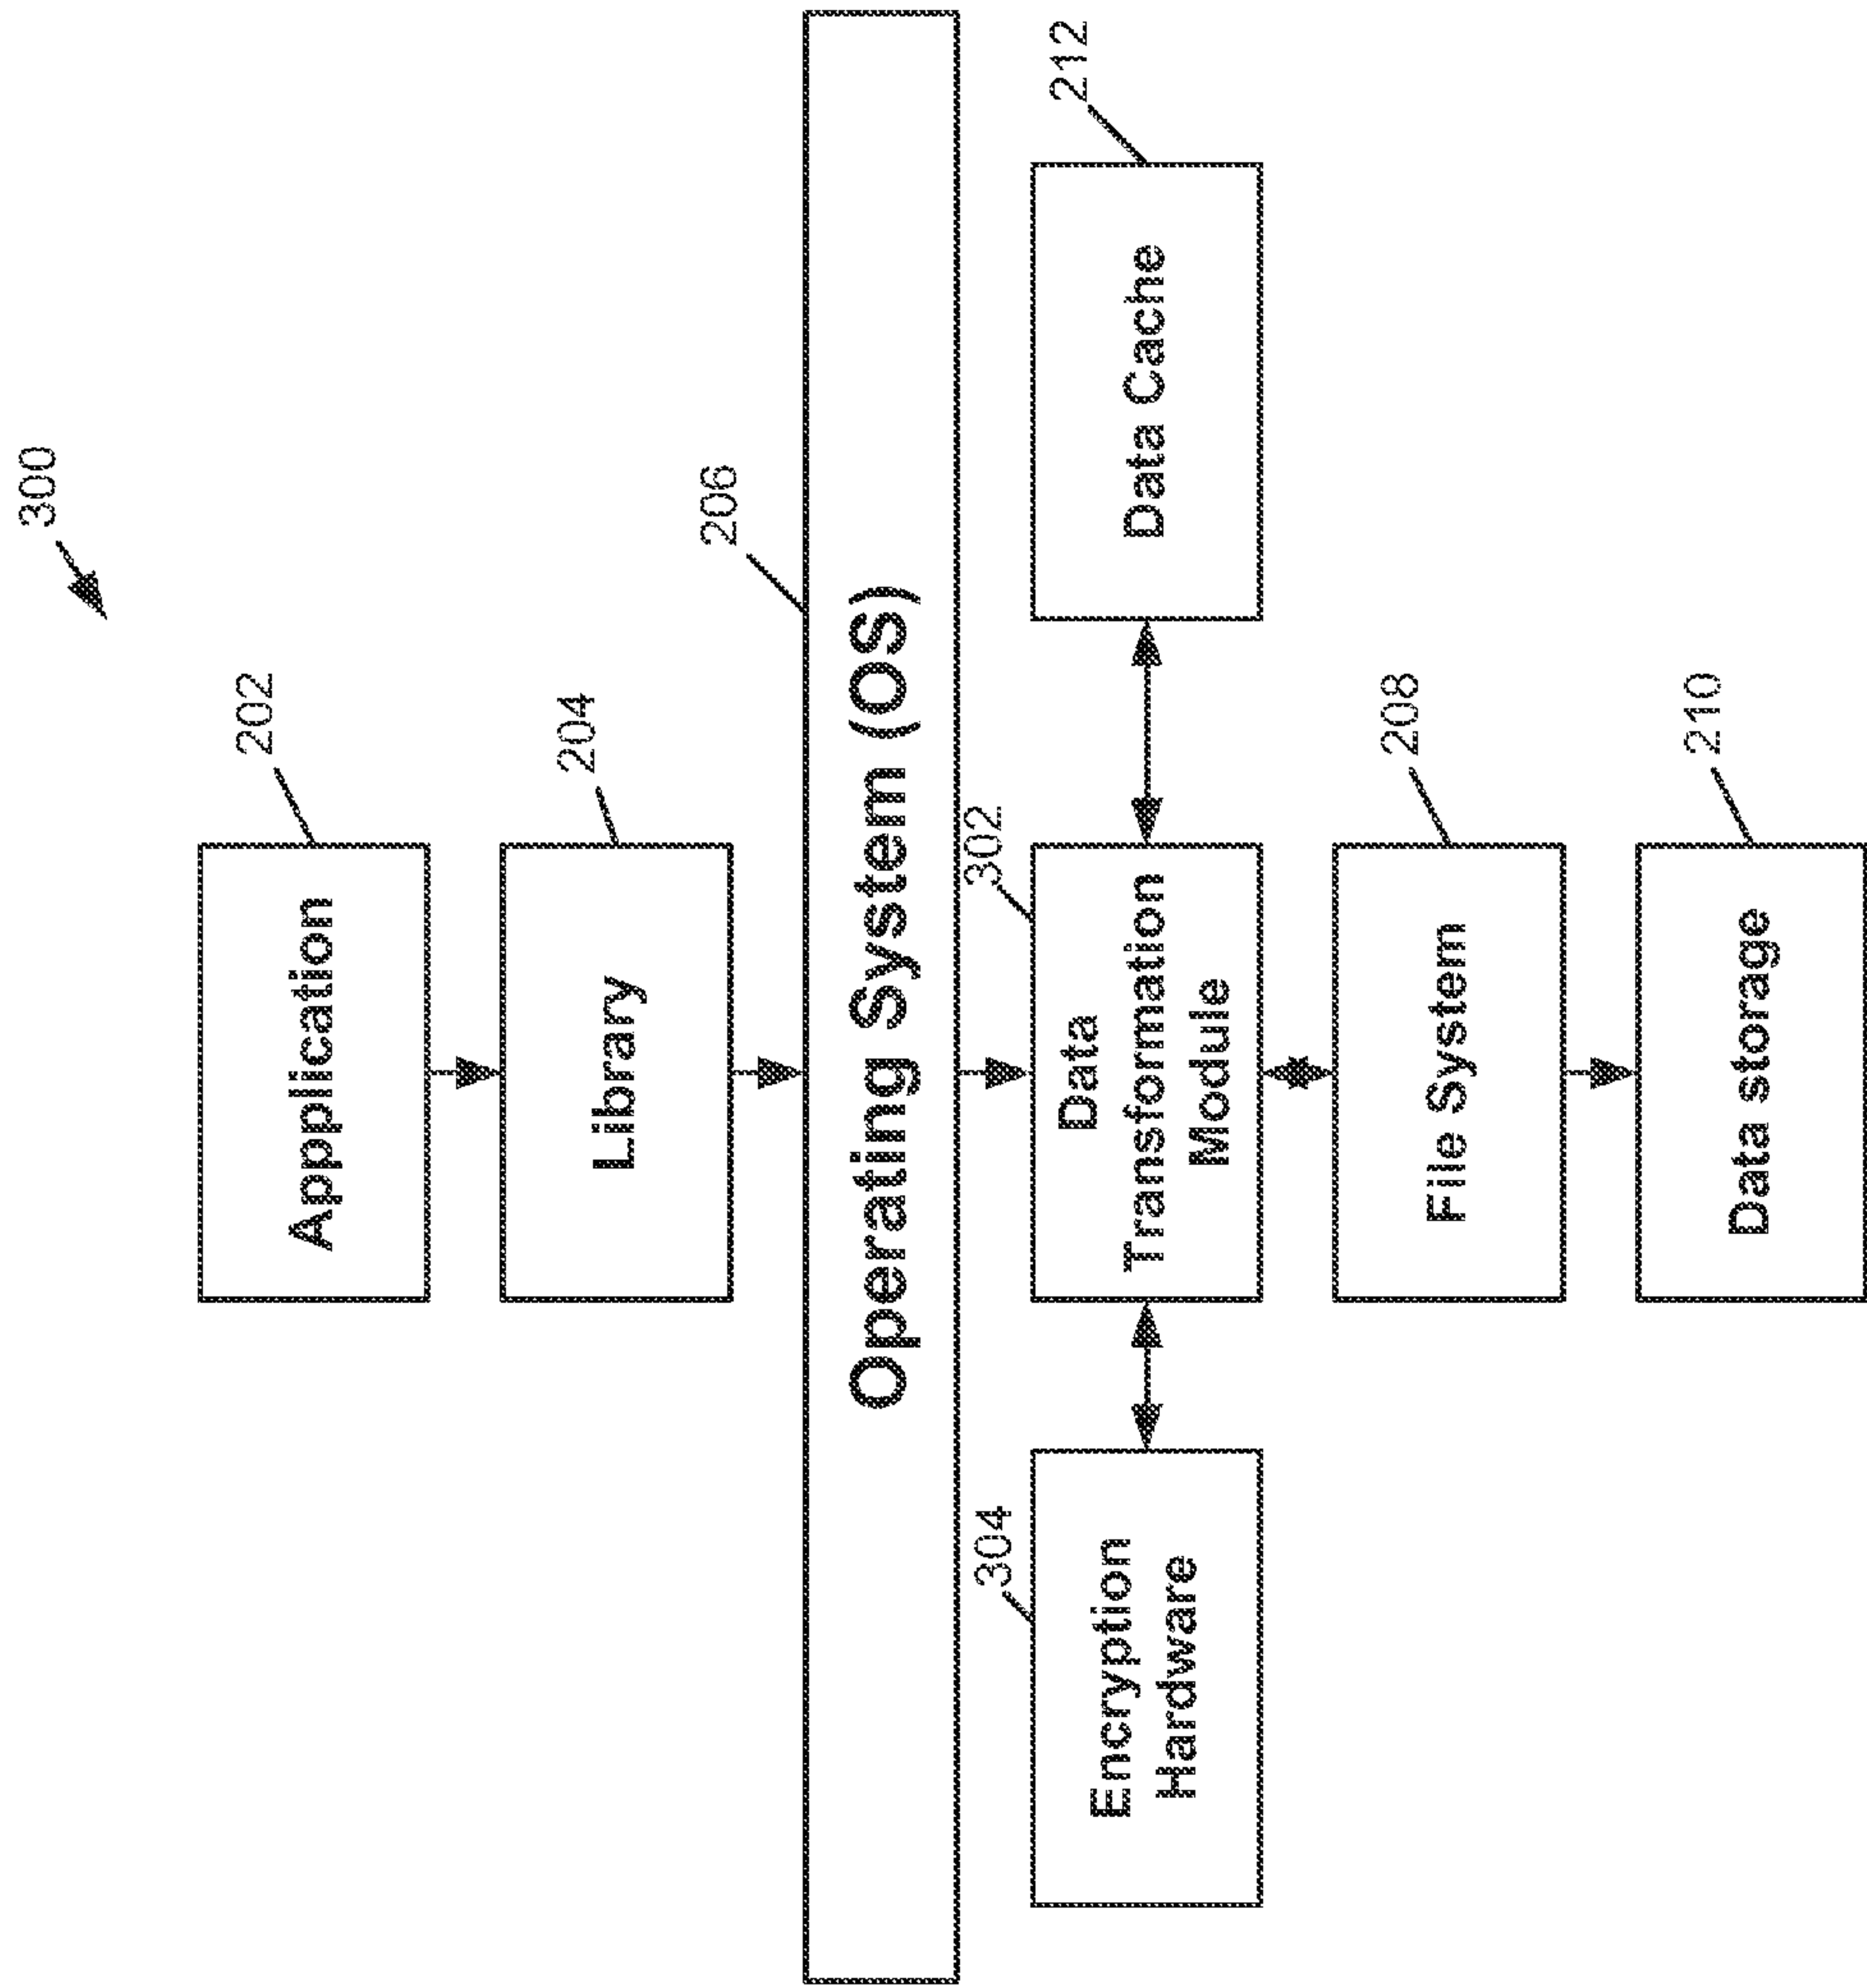 300
Application
202
Library
204
Operating System (OS)
206
Encryption
Hardware
304
Data
Transformation
Module
302
Data Cache
212
File System
208
Data storage
210